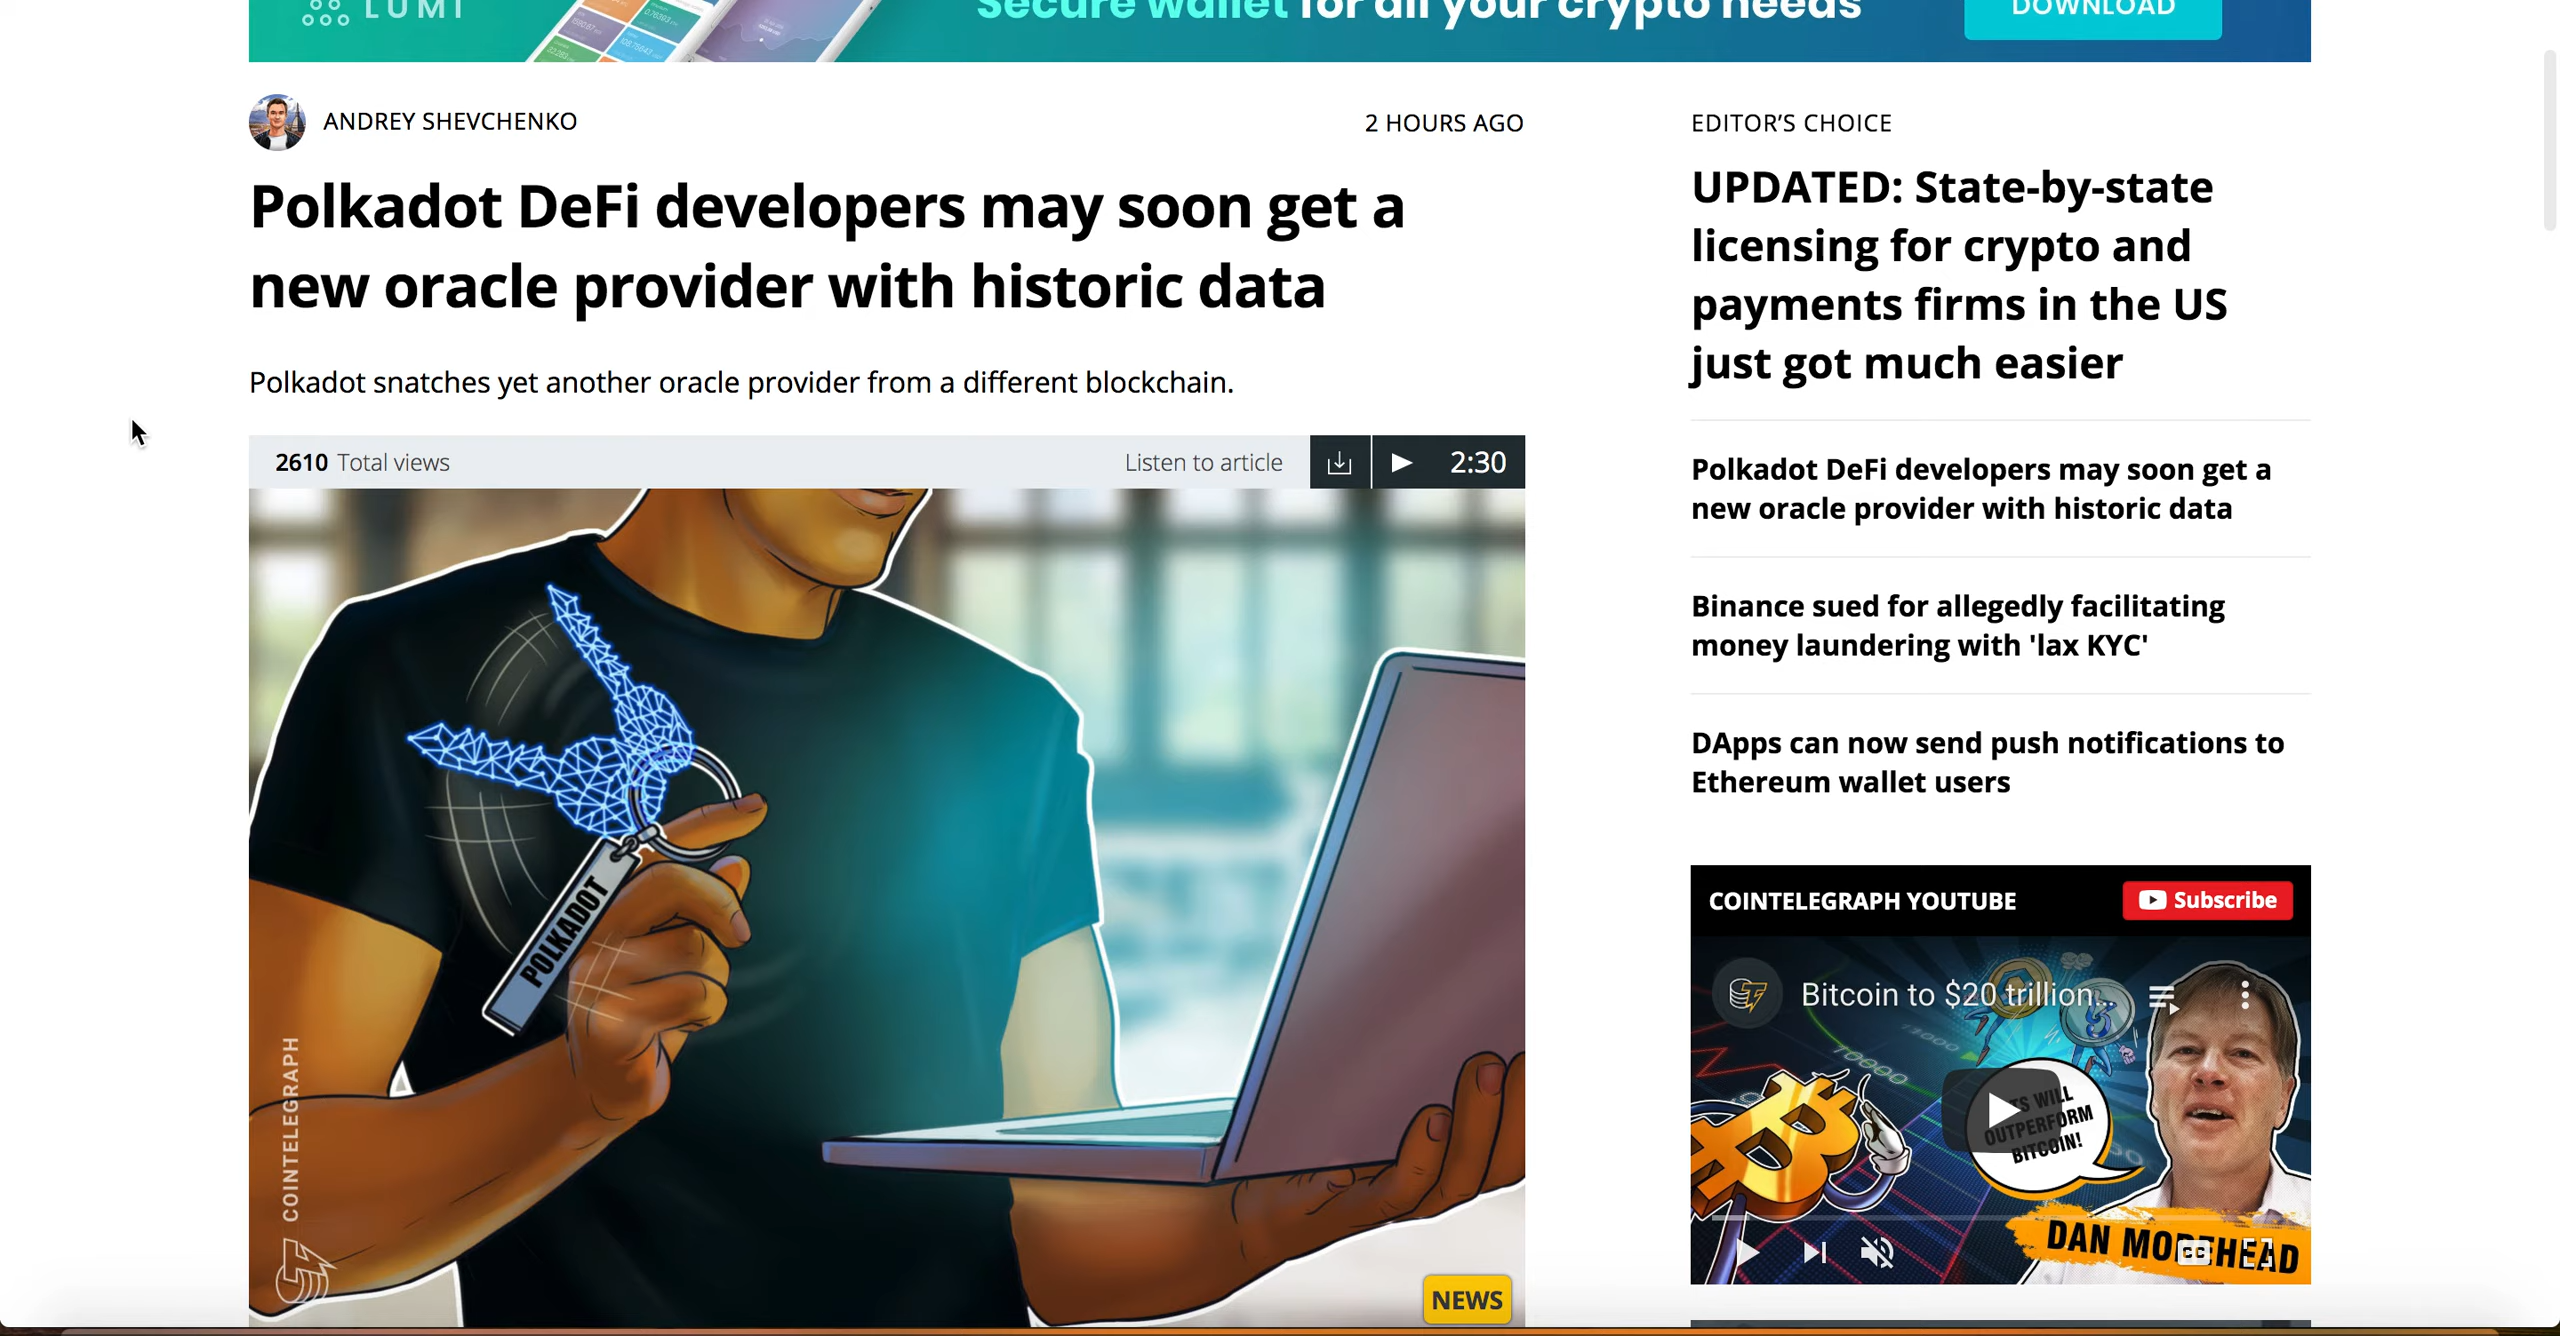 LUMI
Secure wallet for all your crypto needs
DOWNLOAD
ANDREY SHEVCHENKO
2 HOURS AGO
Polkadot DeFi developers may soon get a
new oracle provider with historic data
Polkadot snatches yet another oracle provider from a different blockchain.
2610 Total views
Listen to article
2:30
POLKADOT
COINTELEGRAPH
NEWS
EDITOR’S CHOICE
UPDATED: State-by-state
licensing for crypto and
payments firms in the US
just got much easier
Polkadot DeFi developers may soon get a
new oracle provider with historic data
Binance sued for allegedly facilitating
money laundering with 'lax KYC'
DApps can now send push notifications to
Ethereum wallet users
COINTELEGRAPH YOUTUBE
Subscribe
Bitcoin to $20 trillion...
WILL
OUTPERFORM
BITCOIN!
DAN MOREHEAD